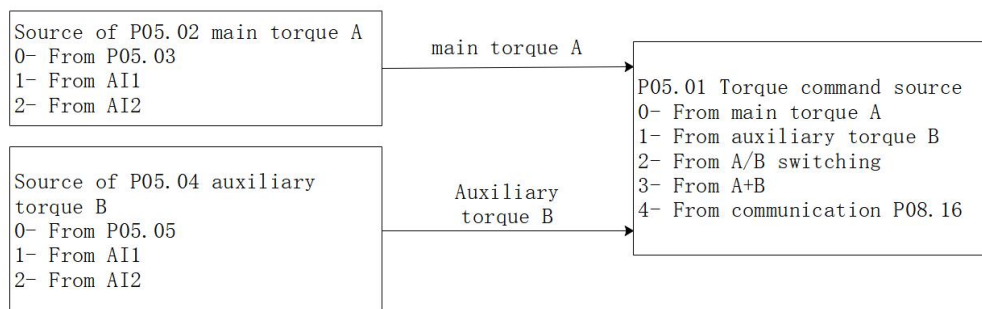 Source of P05.02 main torque A
0- From P05.03
1- From AI1
2- From AI2
main torque A
Source of P05.04 auxiliary
torque B
0- From P05.05
1- From AI1
2- From AI2
Auxiliary
torque B
P05.01 Torque command source
0- From main torque A
1- From auxiliary torque B
2- From A/B switching
3- From A+B
4- From communication P08.16